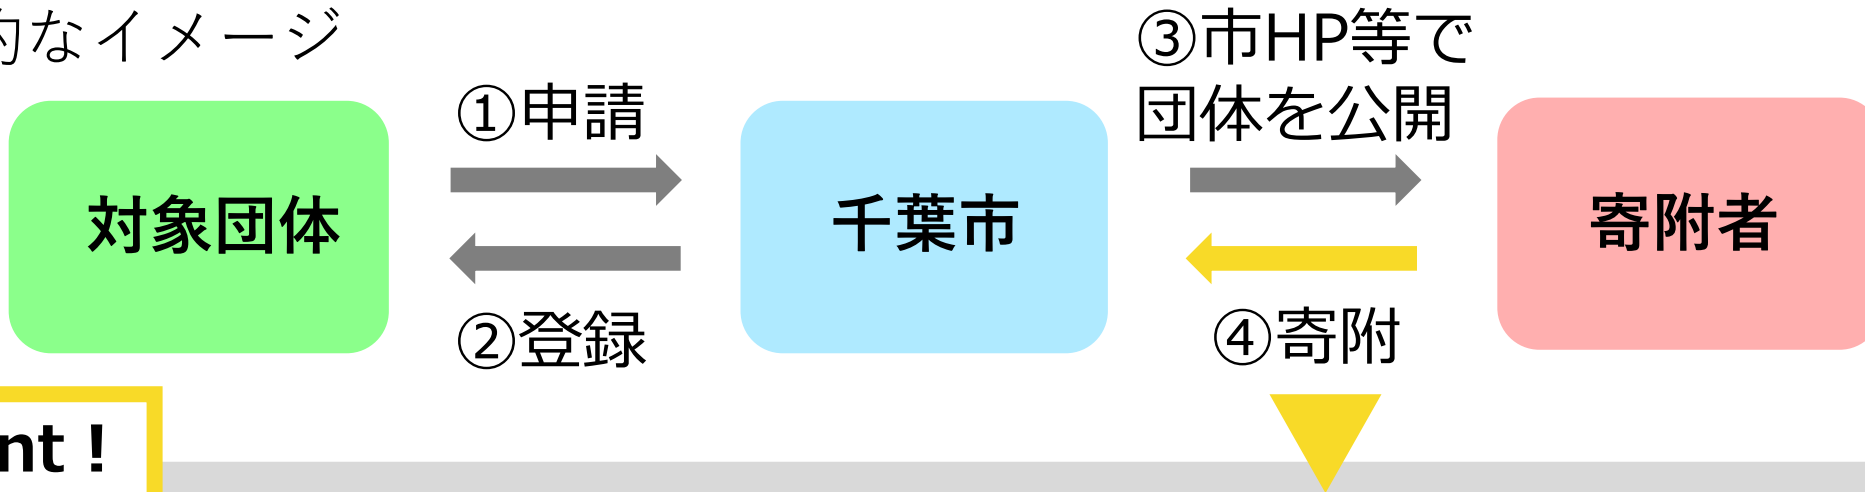 的なイメージ
①申請
③市HP等で
団体を公開
対象団体
千葉市
寄附者
②登録
④寄附
nt！